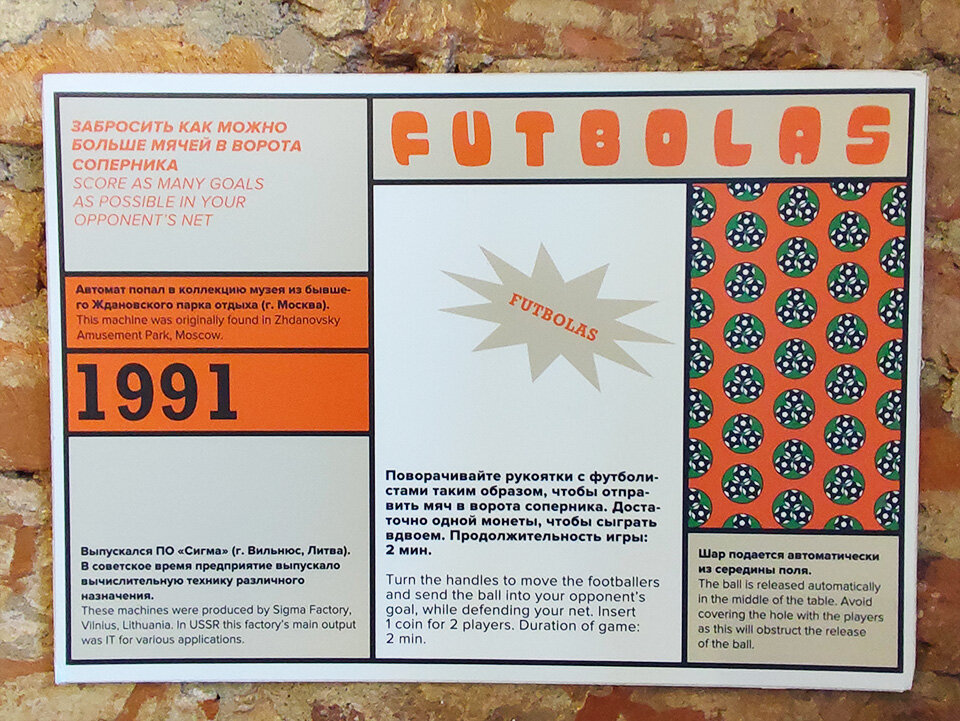 ЗАБРОСИТЬ КАК МОЖНО
БОЛЬШЕ МЯЧЕЙ В ВОРОТА
СОПЕРНИКА
SCORE AS MANY GOALS
AS POSSIBLE IN YOUR
OPPONENT'S NET
Автомат попал в коллекцию музея из бывше-
го Ждановского парка отдыха (г. Москва).
This machine was originally found in Zhdanovsky
Amusement Park, Moscow.
1991
Выпускался ПО «Сигма» (г. Вильнюс, Литва).
В советское время предприятие выпускало
вычислительную технику различного
назначения.
These machines were produced by Sigma Factory,
Vilnius, Lithuania. In USSR this factory's main output
was IT for various applications.
FUTBOLAS
FUTBOLAS
Поворачивайте рукоятки с футболи-
стами таким образом, чтобы отпра-
вить мяч в ворота соперника. Доста-
точно одной монеты, чтобы сыграть
вдвоем. Продолжительность игры:
2 мин.
Turn the handles to move the footballers
and send the ball into your opponent's
goal, while defending your net. Insert
1 coin for 2 players. Duration of game:
2 min.
Шар подается автоматически
из середины поля.
The ball is released automatically
in the middle of the table. Avoid
covering the hole with the players
as this will obstruct the release
of the ball.